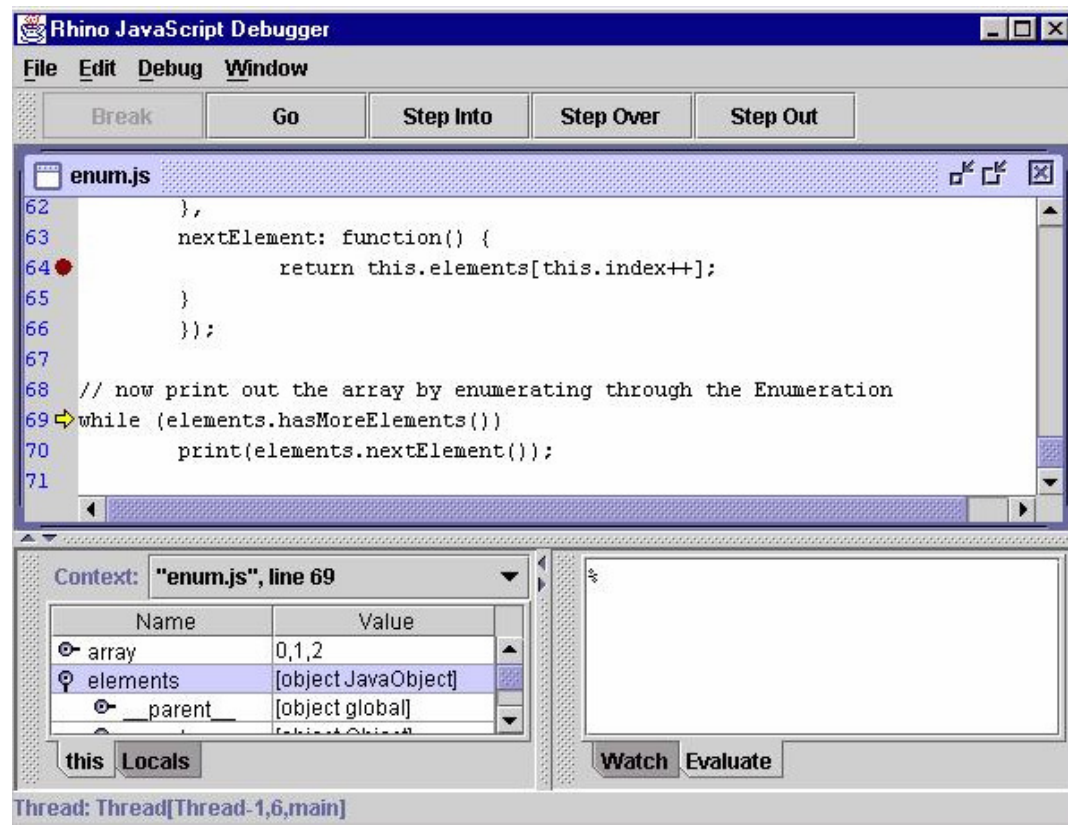 Rhino JavaScript Debugger
File Edit Debug Window
Break Go Step Into Step Over Step Out
enum.js
62 },
63 nextElement: function() {
64 return this.elements[this.index++];
65 }
66 });
67
68 // now print out the array by enumerating through the Enumeration
69 while (elements.hasMoreElements())
70 print(elements.nextElement());
71
Context: "enum.js", line 69
Name Value
array 0,1,2
elements [object JavaObject]
__parent__ [object global]
%
this Locals
Watch Evaluate
Thread: Thread[Thread-1,6,main]